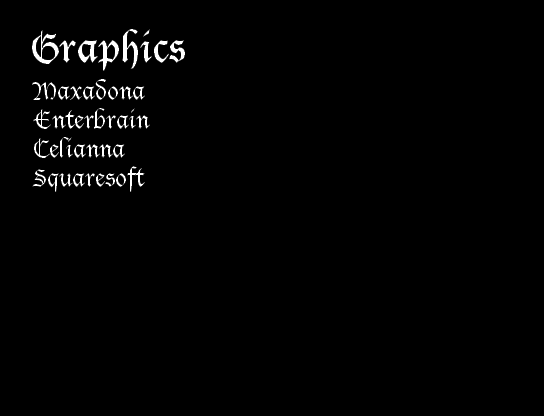 Graphics
Maxadona
Enterbrain
Celianna
Squaresoft